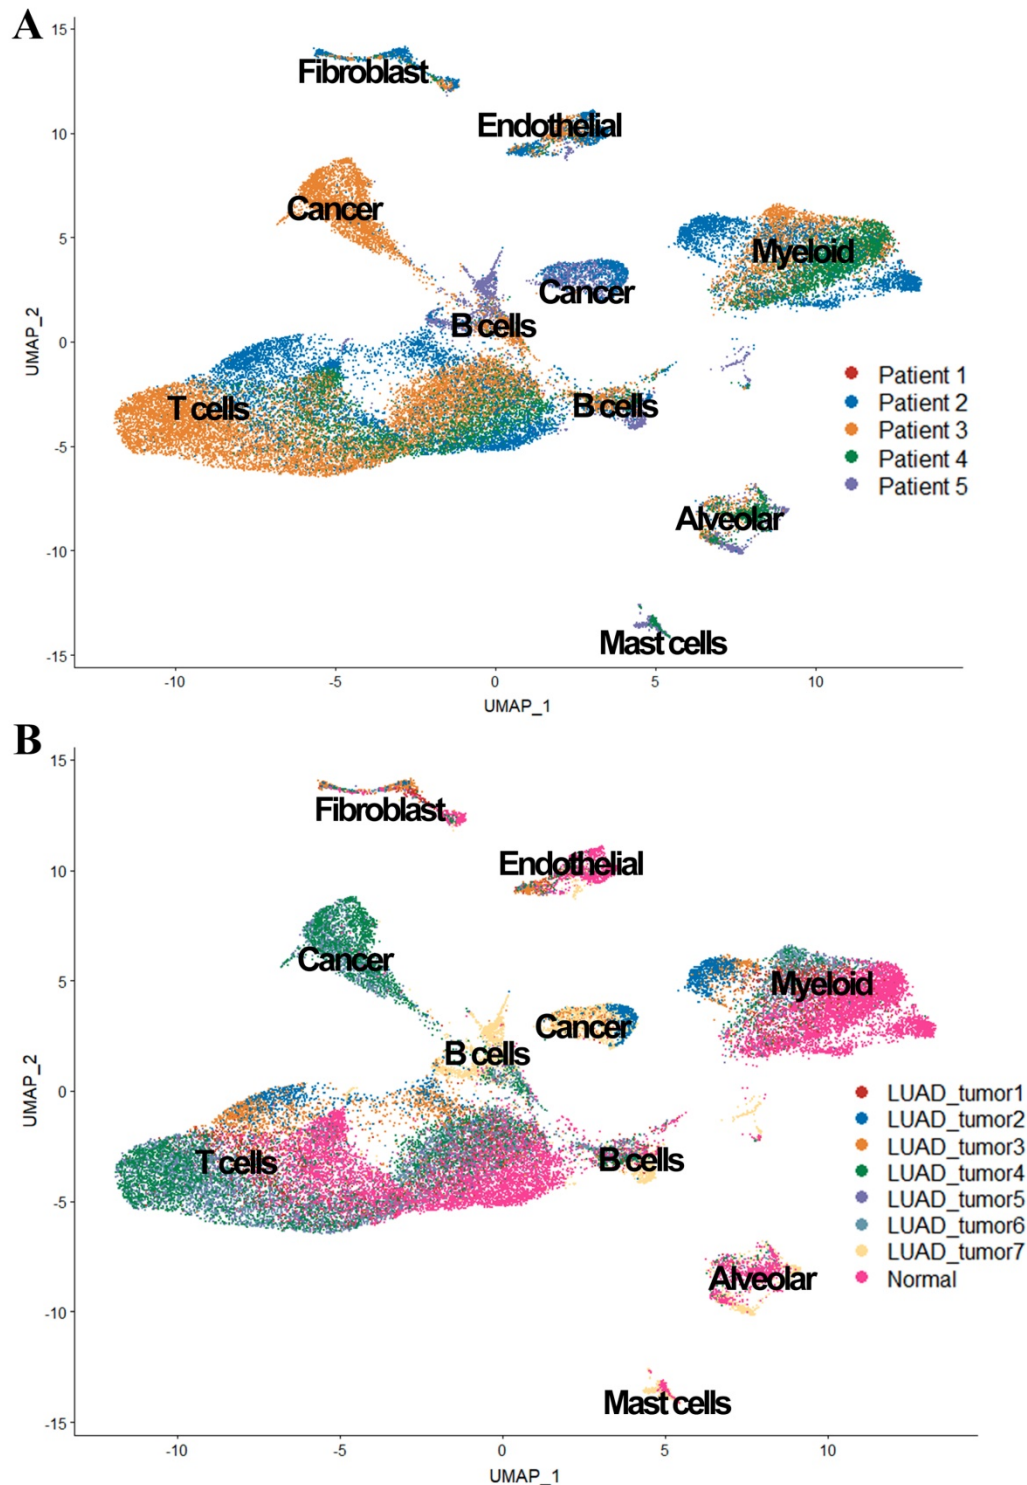 A
15
10
5
0
-5
-10
-15
UMAP_2
Fibroblast
Endothelial
Cancer
Myeloid
Cancer
B cells
T cells
B cells
Patient 1
Patient 2
Patient 3
Patient 4
Patient 5
Alveolar
Mast cells
-10 -5 0 5 10
UMAP_1
B
15
10
5
0
-5
-10
-15
UMAP_2
Fibroblast
Endothelial
Cancer
Myeloid
Cancer
B cells
T cells
B cells
LUAD_tumor1
LUAD_tumor2
LUAD_tumor3
LUAD_tumor4
LUAD_tumor5
LUAD_tumor6
LUAD_tumor7
Normal
Alveolar
Mast cells
-10 -5 0 5 10
UMAP_1